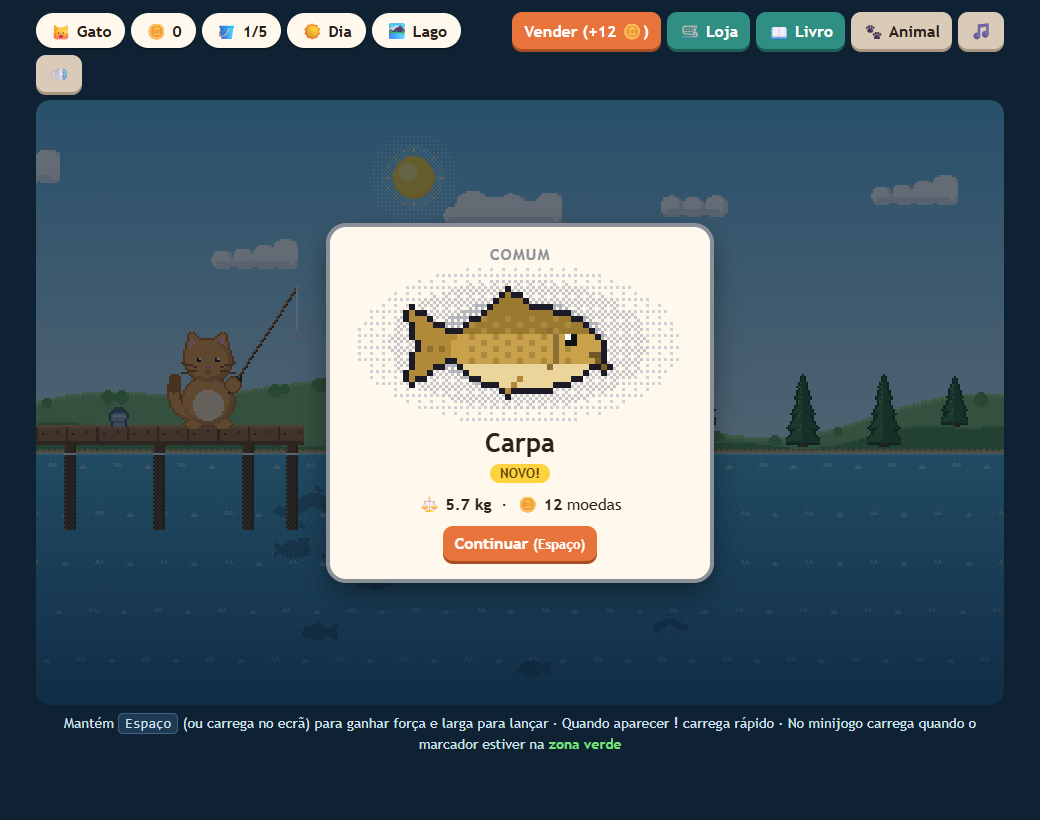 Gato 0 1/5 Dia Lago Vender (+12 ) Loja Livro Animal
COMUM
Carpa
NOVO!
5.7 kg · 12 moedas
Continuar (Espaço)
Mantém Espaço (ou carrega no ecrã) para ganhar força e larga para lançar · Quando aparecer ! carrega rápido · No minijogo carrega quando o
marcador estiver na zona verde